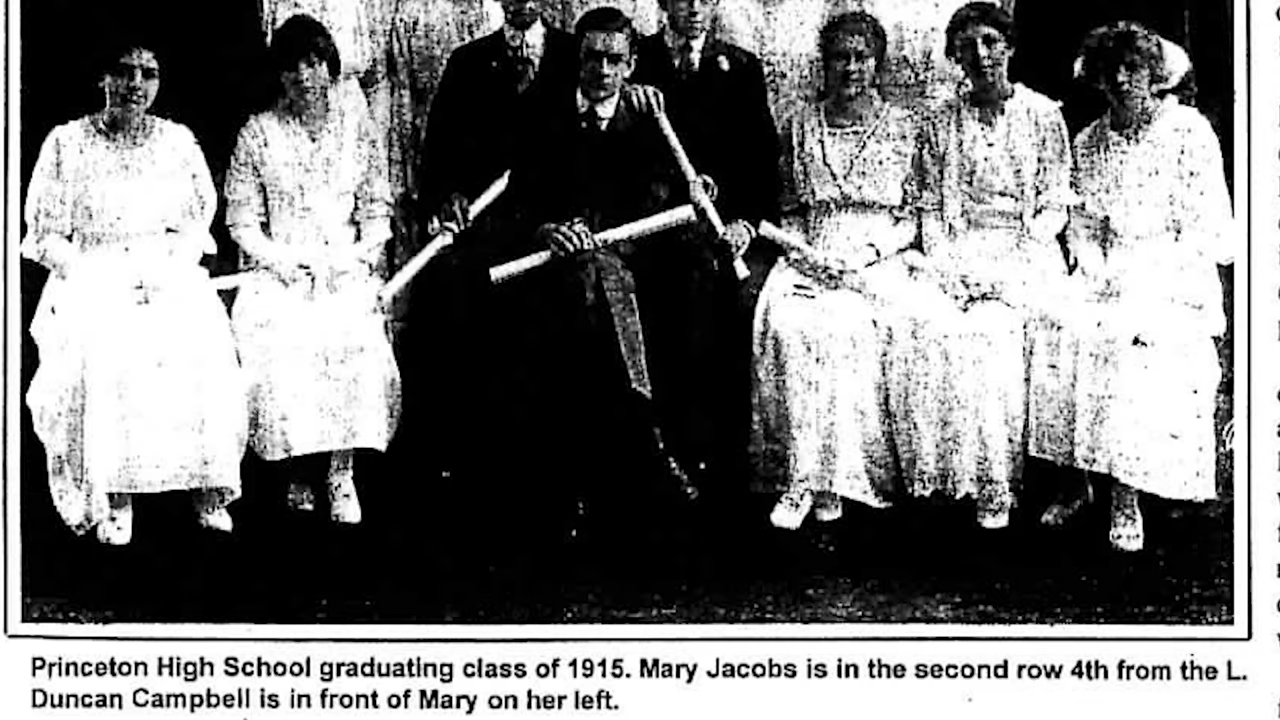 Princeton High School graduating class of 1915. Mary Jacobs is in the second row 4th from the L.
Duncan Campbell is in front of Mary on her left.